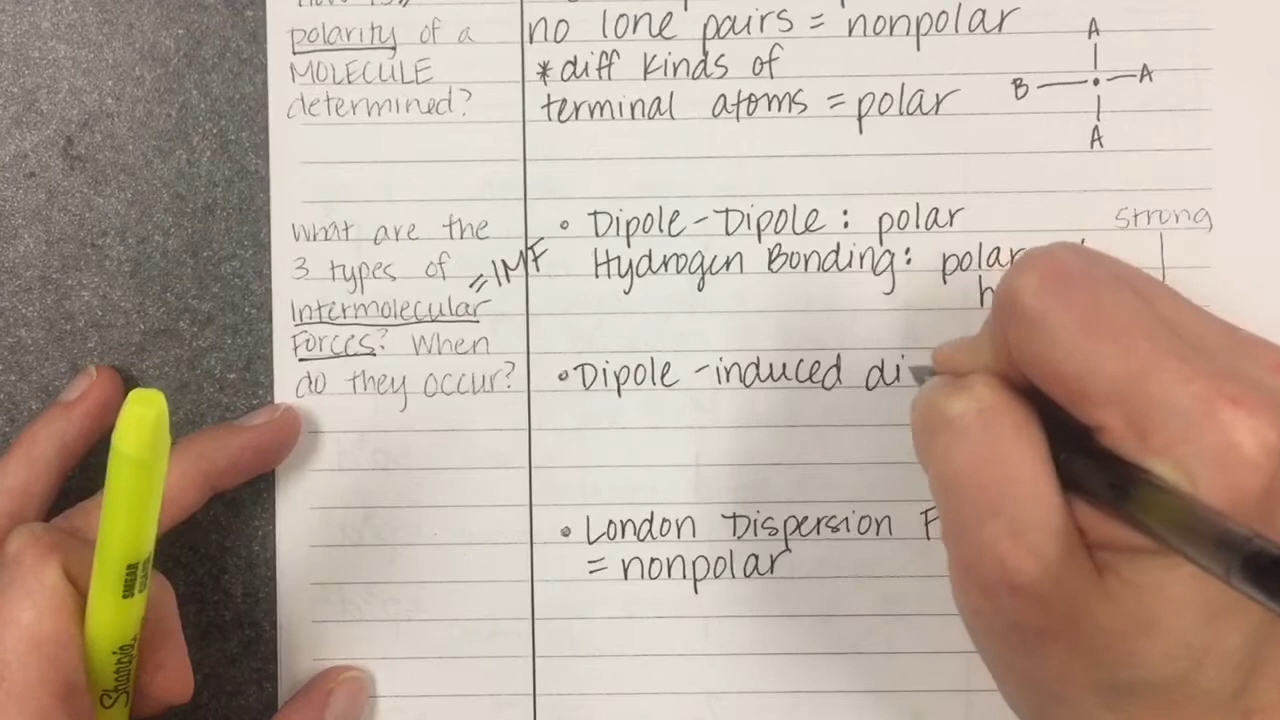 polarity of a
MOLECULE
determined?
no lone pairs = nonpolar
*diff kinds of
terminal atoms = polar
A
B A
A
What are the
3 types of = IMF
Intermolecular
Forces? When
do they occur?
• Dipole-Dipole: polar
Hydrogen Bonding: polar
Strong
• Dipole-induced di
• London Dispersion F
= nonpolar
Sharpie
SMEAR
GUARD